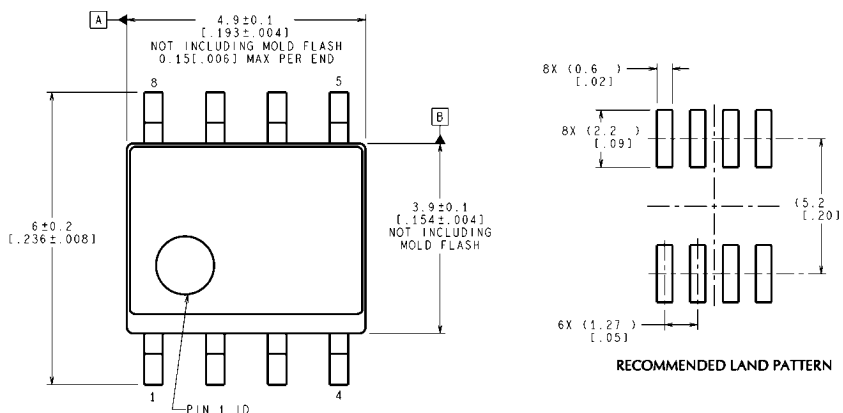 A
4.9±0.1
[.193±.004]
NOT INCLUDING MOLD FLASH
0.15[.006] MAX PER END
8
5
B
6±0.2
[.236±.008]
3.9±0.1
[.154±.004]
NOT INCLUDING
MOLD FLASH
1
4
PIN 1 ID
8X (0.6 )
[.02]
8X (2.2 )
[.09]
(5.2
[.20]
6X (1.27 )
[.05]
RECOMMENDED LAND PATTERN